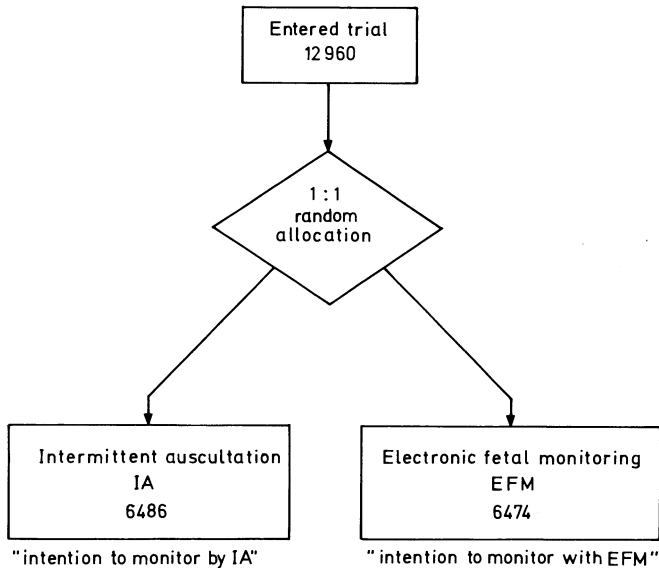 Entered trial
12960
1:1
random
allocation
Intermittent auscultation
IA
6486
"intention to monitor by IA"
Electronic fetal monitoring
EFM
6474
"intention to monitor with EFM"